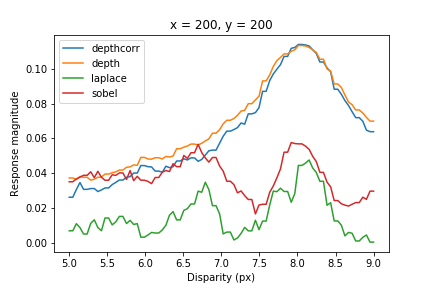 x = 200, y = 200
depthcorr
depth
laplace
sobel
Response magnitude
0.10
0.08
0.06
0.04
0.02
0.00
5.0 5.5 6.0 6.5 7.0 7.5 8.0 8.5 9.0
Disparity (px)